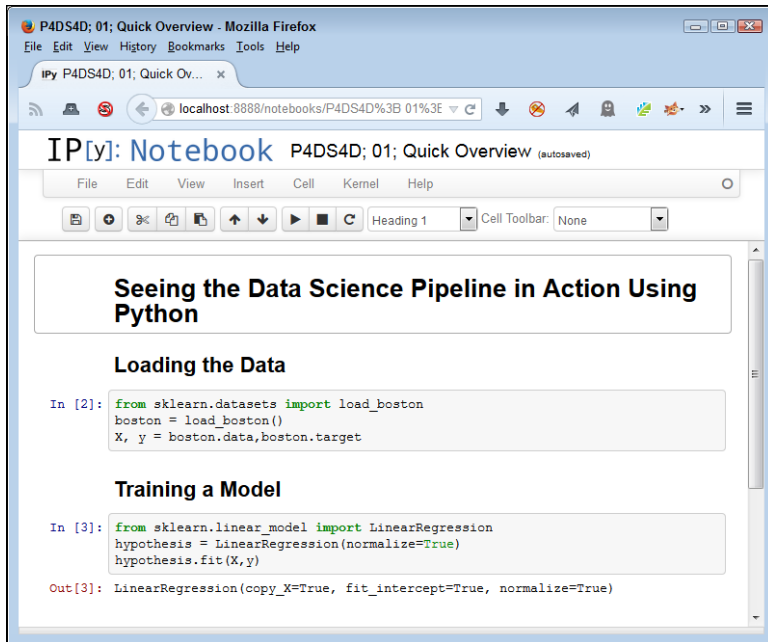 P4DS4D; 01; Quick Overview - Mozilla Firefox
File Edit View History Bookmarks Tools Help
IPy P4DS4D; 01; Quick Ov...
localhost:8888/notebooks/P4DS4D%3B 01%3E
IP[y]: Notebook P4DS4D; 01; Quick Overview (autosaved)
File Edit View Insert Cell Kernel Help
Heading 1 Cell Toolbar: None
Seeing the Data Science Pipeline in Action Using
Python
Loading the Data
In [2]: from sklearn.datasets import load_boston
boston = load_boston()
X, y = boston.data,boston.target
Training a Model
In [3]: from sklearn.linear_model import LinearRegression
hypothesis = LinearRegression(normalize=True)
hypothesis.fit(X,y)
Out[3]: LinearRegression(copy_X=True, fit_intercept=True, normalize=True)